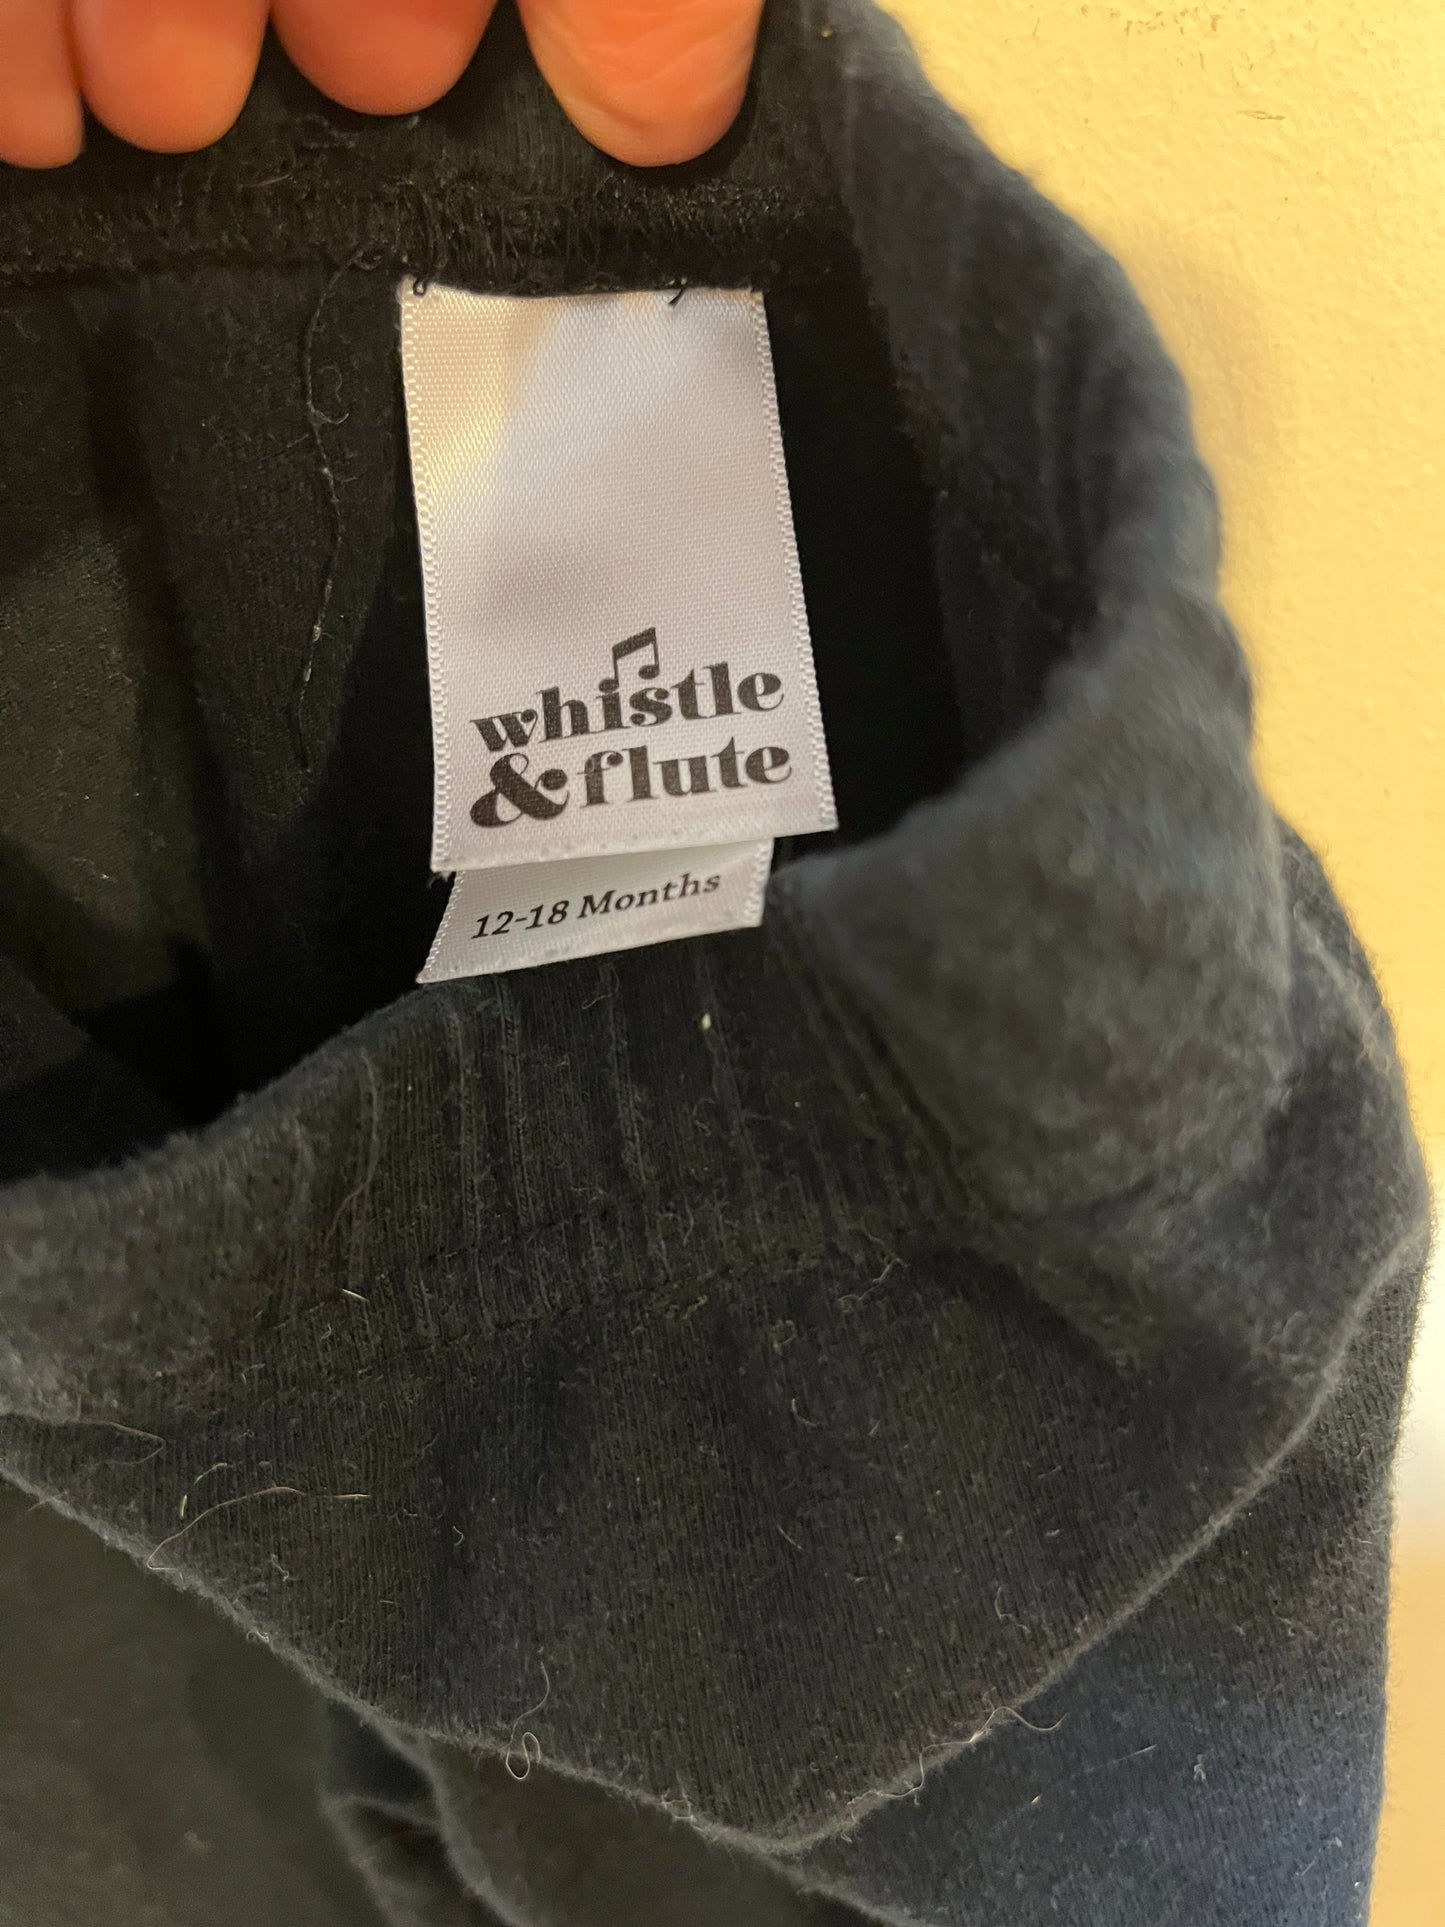 whistle
& flute
12-18 Months